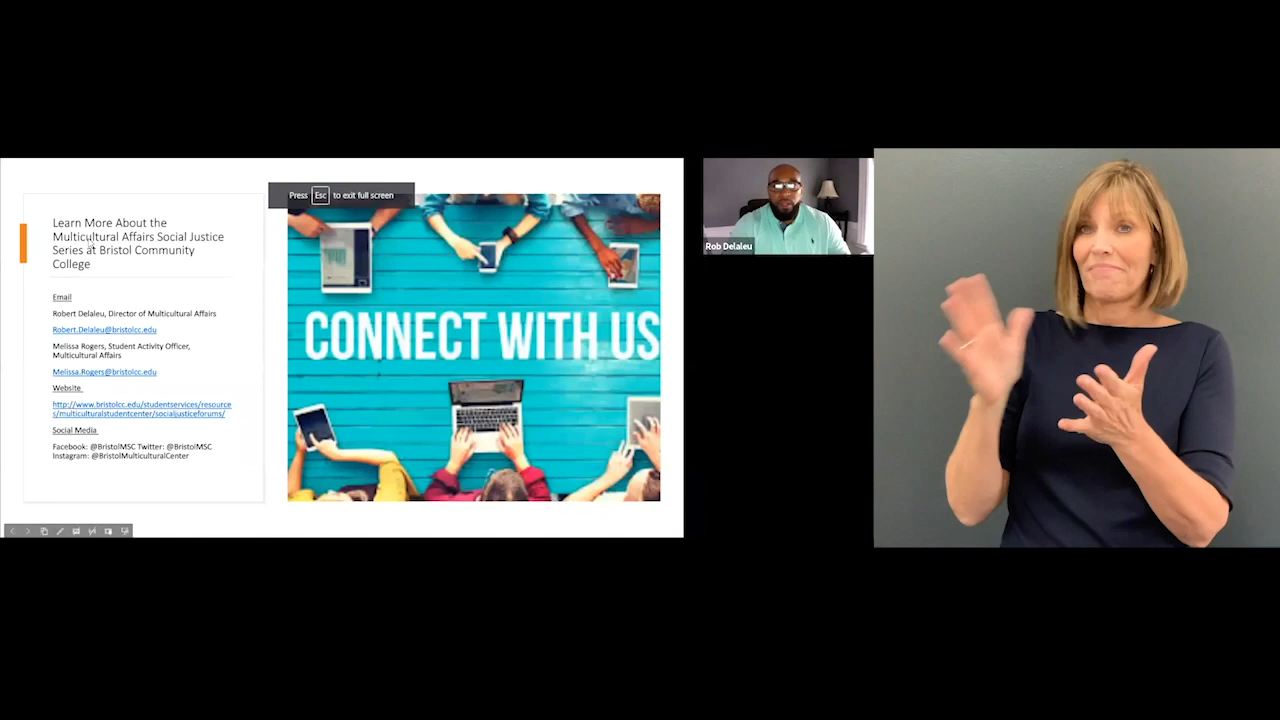 Press Esc to exit full screen
Learn More About the
Multicultural Affairs Social Justice
Series at Bristol Community
College
Email
Robert Delaleu, Director of Multicultural Affairs
Robert.Delaleu@bristolcc.edu
Melissa Rogers, Student Activity Officer,
Multicultural Affairs
Melissa.Rogers@bristolcc.edu
Website
http://www.bristolcc.edu/studentservices/resource
s/multiculturalstudentcenter/socialjusticeforums/
Social Media
Facebook: @BristolMSC Twitter: @BristolMSC
Instagram: @BristolMulticulturalCenter
CONNECT WITH US
Rob Delaleu